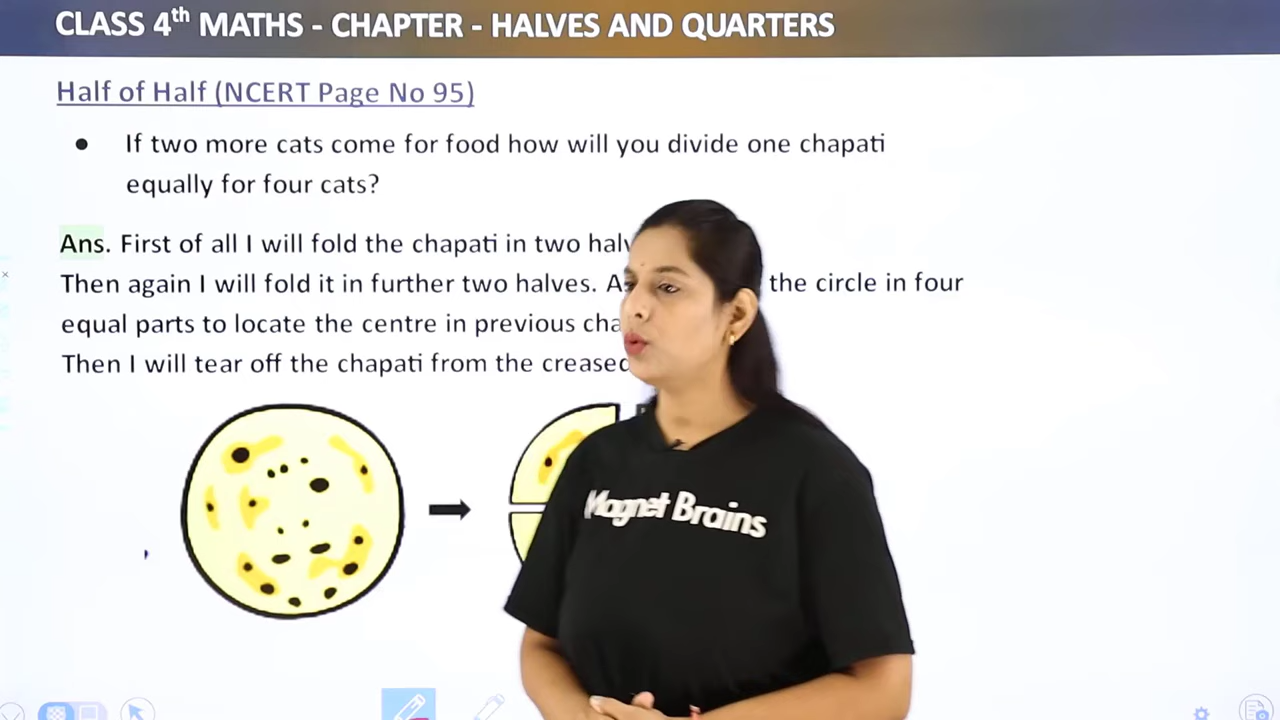 CLASS 4th MATHS - CHAPTER - HALVES AND QUARTERS
Half of Half (NCERT Page No 95)
● If two more cats come for food how will you divide one chapati
equally for four cats?
Ans. First of all I will fold the chapati in two
Then again I will fold it in further two halves. the circle in four
equal parts to locate the centre in previous
Then I will tear off the chapati from the creased
Magnet Brains